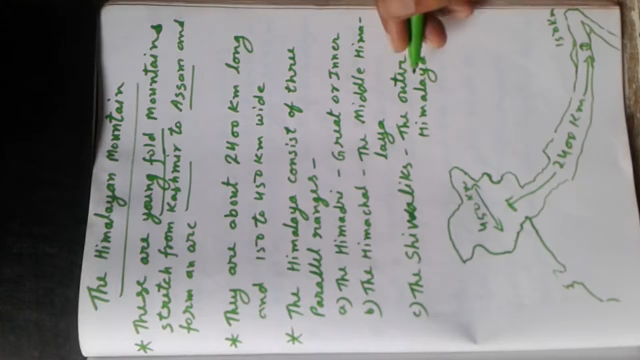 The Himalayan Mountain
* These are young fold Mountains
stretch from Kashmir to Assam and
form an arc
* They are about 2400 Km long
and 150 to 450 Km wide
* The Himalaya consist of three
Parallel ranges -
a) The Himadri - Great or Inner
b) The Himachal - The Middle Hima-
laya
c) The Shiwaliks - The outer
Himalaya
450 Km
2400 Km
150 Km